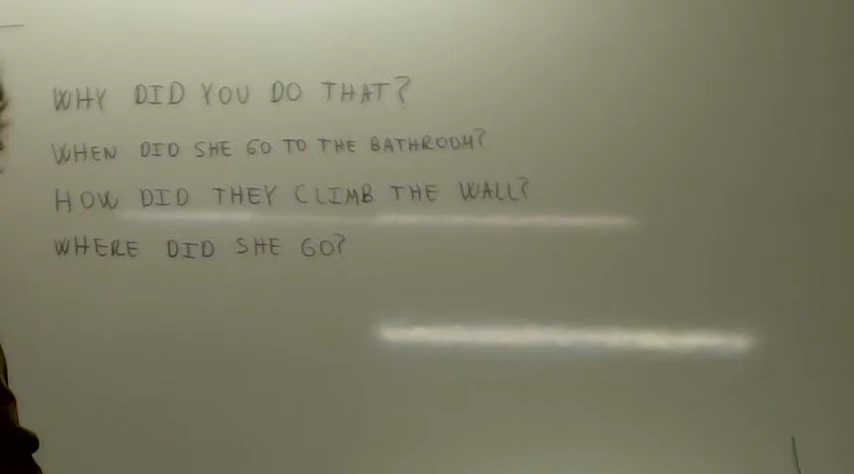 WHY DID YOU DO THAT?
WHEN DID SHE GO TO THE BATHROOM?
HOW DID THEY CLIMB THE WALL?
WHERE DID SHE GO?